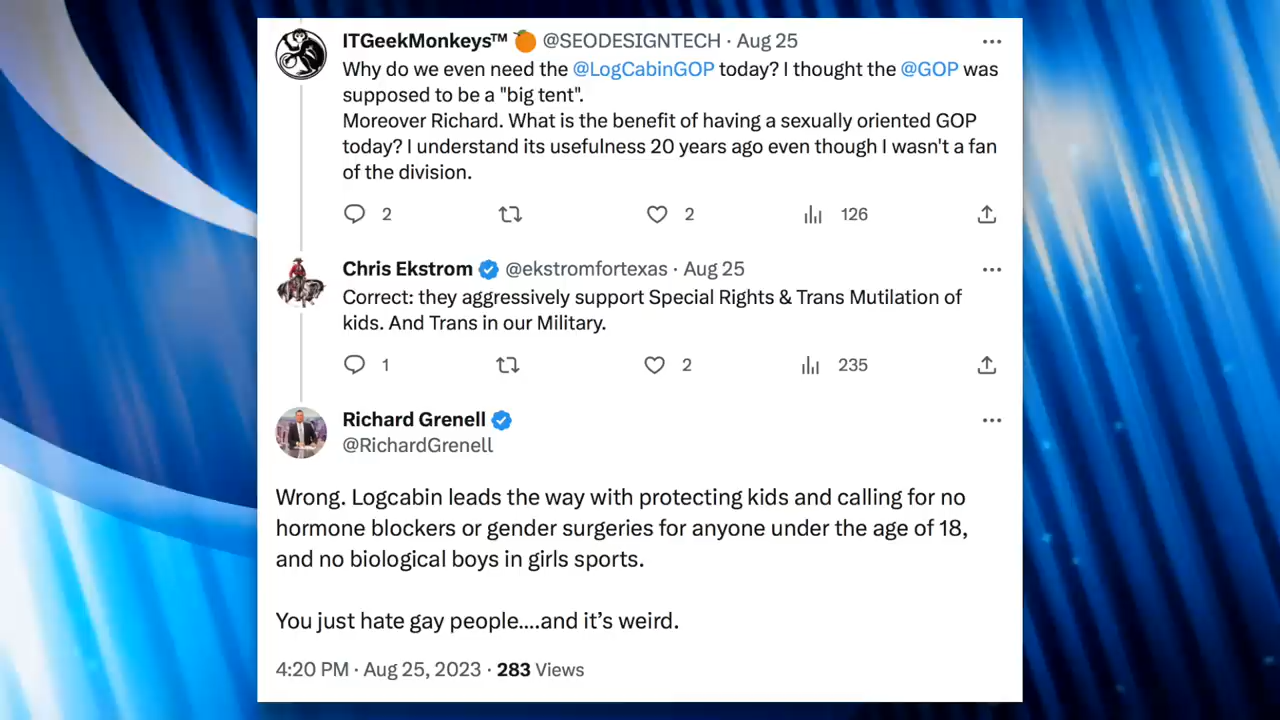 ITGeekMonkeys™ 🍊 @SEODESIGNTECH · Aug 25
Why do we even need the @LogCabinGOP today? I thought the @GOP was
supposed to be a "big tent".
Moreover Richard. What is the benefit of having a sexually oriented GOP
today? I understand its usefulness 20 years ago even though I wasn't a fan
of the division.
2 2 126
Chris Ekstrom @ekstromfortexas · Aug 25
Correct: they aggressively support Special Rights & Trans Mutilation of
kids. And Trans in our Military.
1 2 235
Richard Grenell
@RichardGrenell
Wrong. Logcabin leads the way with protecting kids and calling for no
hormone blockers or gender surgeries for anyone under the age of 18,
and no biological boys in girls sports.
You just hate gay people....and it’s weird.
4:20 PM · Aug 25, 2023 · 283 Views